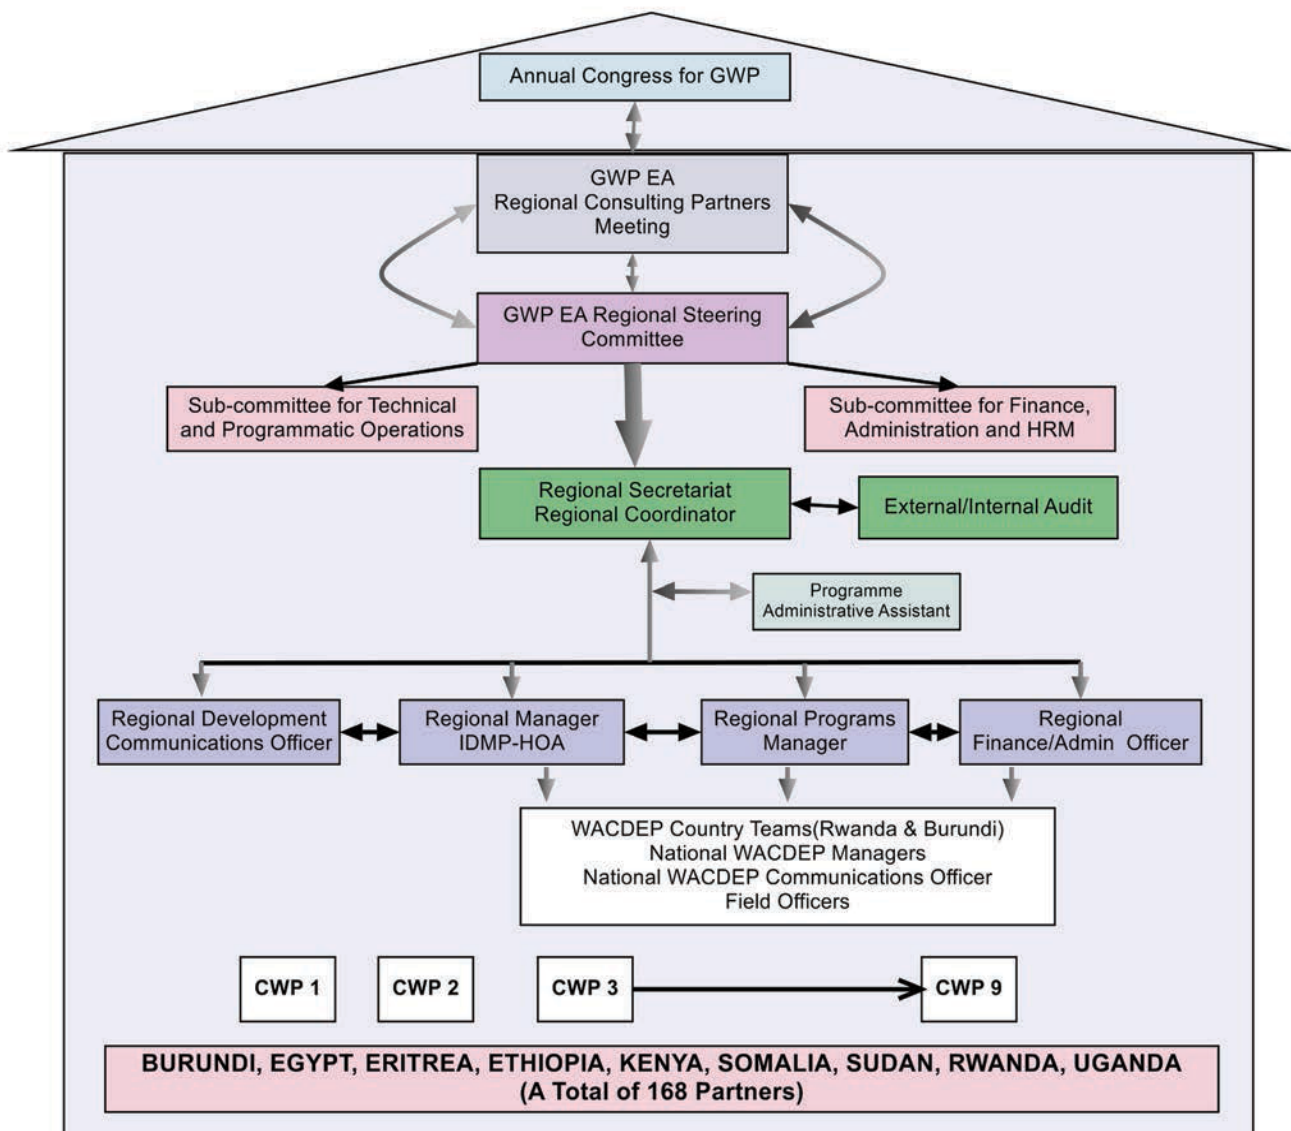 Annual Congress for GWP
GWP EA
Regional Consulting Partners
Meeting
GWP EA Regional Steering
Committee
Sub-committee for Technical
and Programmatic Operations
Sub-committee for Finance,
Administration and HRM
Regional Secretariat
Regional Coordinator
External/Internal Audit
Programme
Administrative Assistant
Regional Development
Communications Officer
Regional Manager
IDMP-HOA
Regional Programs
Manager
Regional
Finance/Admin Officer
WACDEP Country Teams(Rwanda & Burundi)
National WACDEP Managers
National WACDEP Communications Officer
Field Officers
CWP 1
CWP 2
CWP 3
CWP 9
BURUNDI, EGYPT, ERITREA, ETHIOPIA, KENYA, SOMALIA, SUDAN, RWANDA, UGANDA
(A Total of 168 Partners)